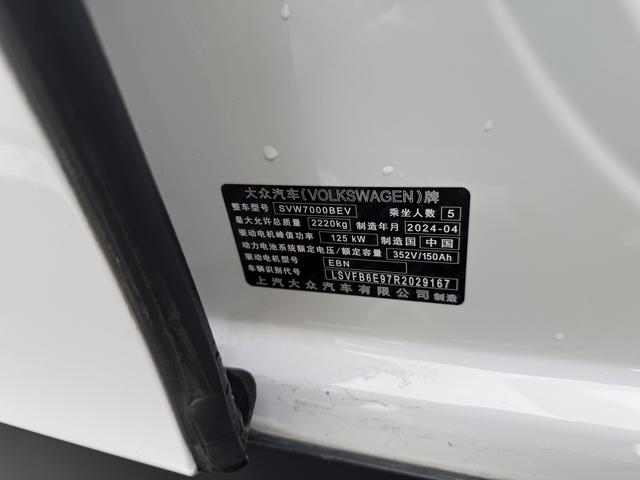 大众汽车(VOLKSWAGEN)牌
整车型号 SVW7000BEV 乘坐人数 5
最大允许总质量 2220kg 制造年月 2024-04
驱动电机峰值功率 125 kW 制造国 中国
动力电池系统额定电压/额定容量 352V/150Ah
驱动电机型号 EBN
车辆识别代号 LSVFB6E97R2029167
上汽大众汽车有限公司 制造